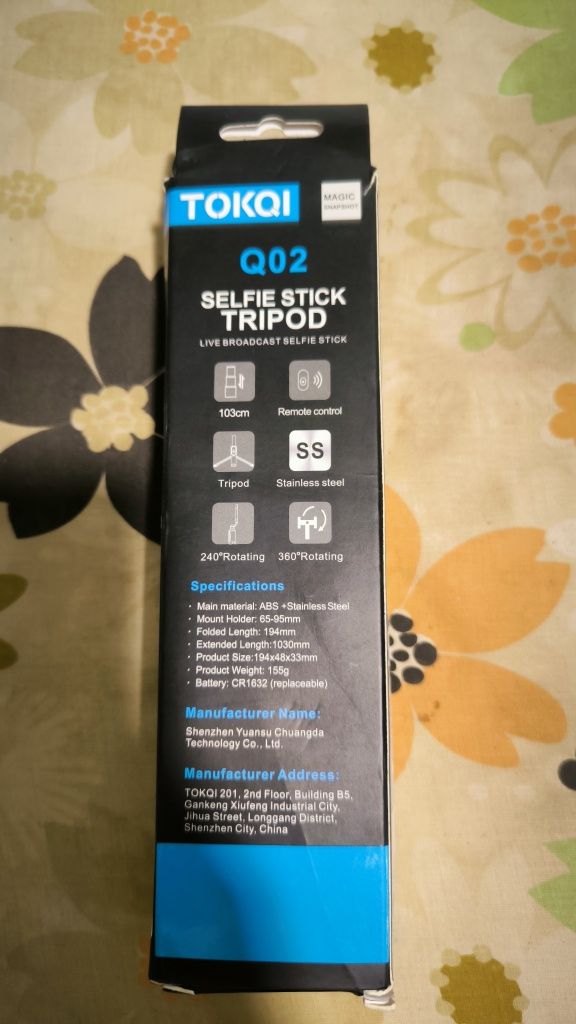 TOKQI
MAGIC
SNAPSHOT
Q02
SELFIE STICK
TRIPOD
LIVE BROADCAST SELFIE STICK
103cm
Remote control
Tripod
SS
Stainless steel
240°Rotating
360°Rotating
Specifications
· Main material: ABS +Stainless Steel
· Mount Holder: 65-95mm
· Folded Length: 194mm
· Extended Length:1030mm
· Product Size:194x48x33mm
· Product Weight: 155g
· Battery: CR1632 (replaceable)
Manufacturer Name:
Shenzhen Yuansu Chuangda
Technology Co., Ltd.
Manufacturer Address:
TOKQI 201, 2nd Floor, Building B5,
Gankeng Xiufeng Industrial City,
Jihua Street, Longgang District,
Shenzhen City, China